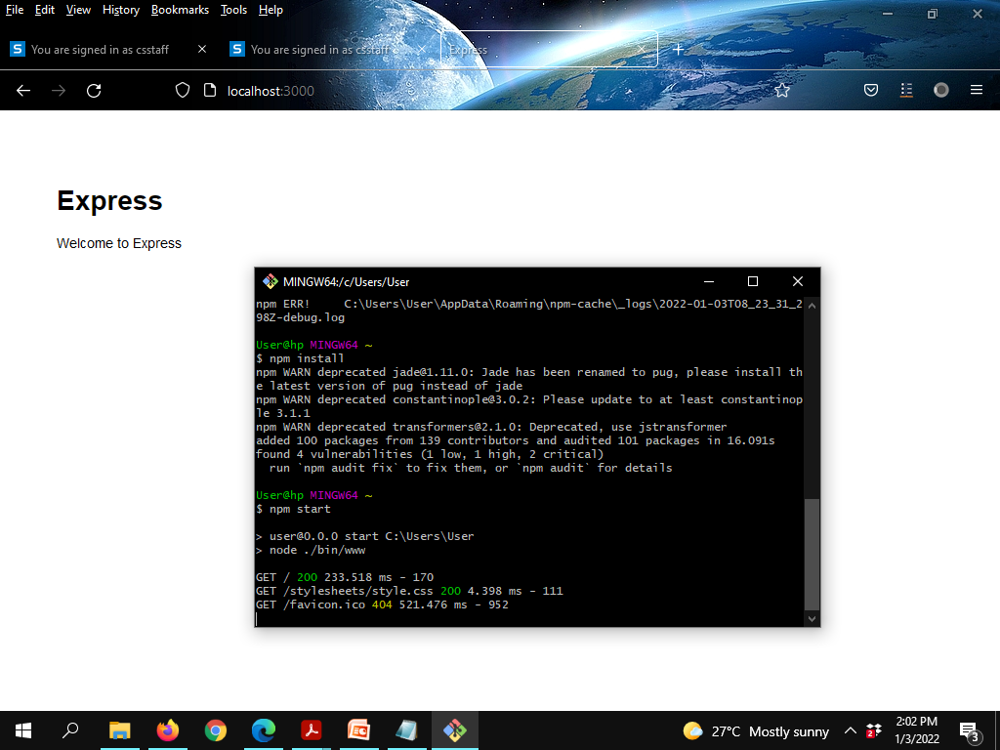 File Edit View History Bookmarks Tools Help
You are signed in as csstaff
You are signed in as csstaff
Express
localhost:3000
Express
Welcome to Express
MINGW64:/c/Users/User
npm ERR!     C:\Users\User\AppData\Roaming\npm-cache\_logs\2022-01-03T08_23_31_2
98Z-debug.log
User@hp MINGW64 ~
$ npm install
npm WARN deprecated jade@1.11.0: Jade has been renamed to pug, please install th
e latest version of pug instead of jade
npm WARN deprecated constantinople@3.0.2: Please update to at least constantinop
le 3.1.1
npm WARN deprecated transformers@2.1.0: Deprecated, use jstransformer
added 100 packages from 139 contributors and audited 101 packages in 16.091s
found 4 vulnerabilities (1 low, 1 high, 2 critical)
  run `npm audit fix` to fix them, or `npm audit` for details
User@hp MINGW64 ~
$ npm start
> user@0.0.0 start C:\Users\User
> node ./bin/www
GET / 200 233.518 ms - 170
GET /stylesheets/style.css 200 4.398 ms - 111
GET /favicon.ico 404 521.476 ms - 952
27°C Mostly sunny
2
2:02 PM
1/3/2022
3